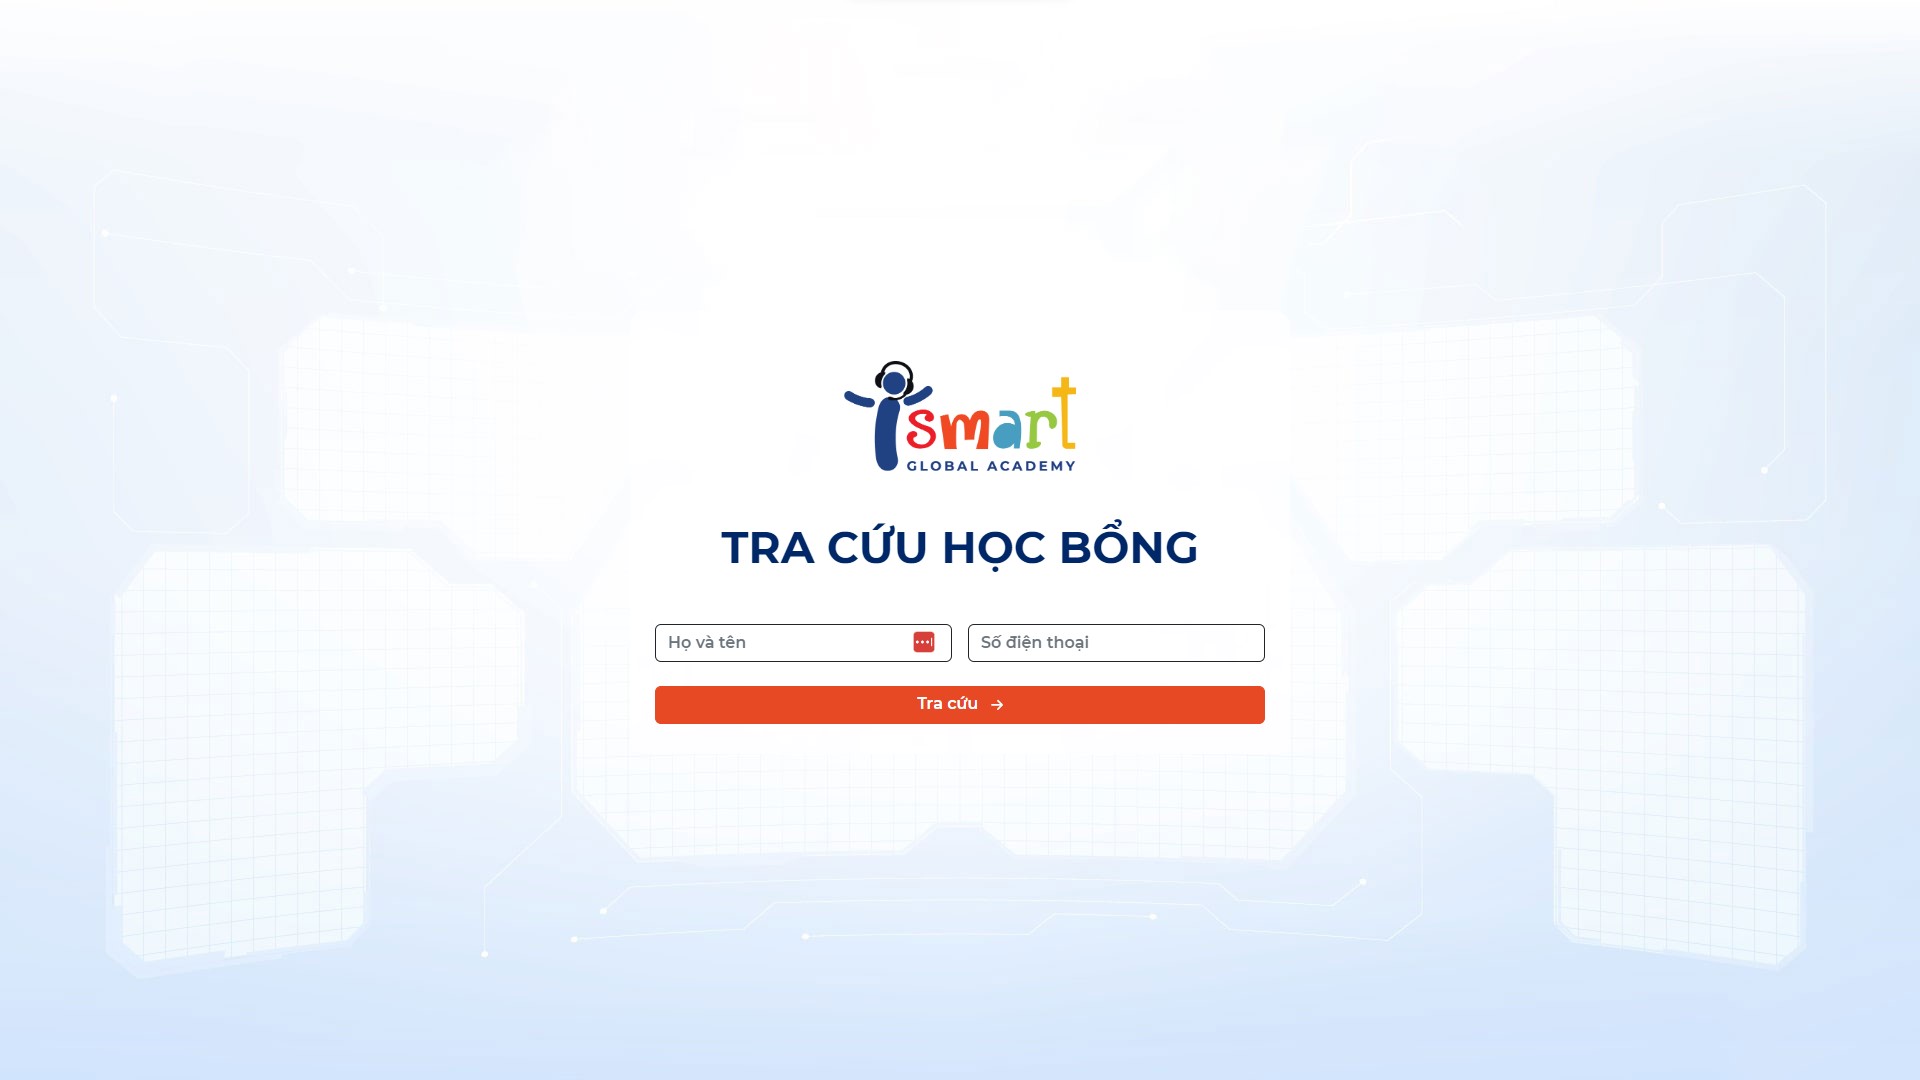 ismart
GLOBAL ACADEMY
TRA CỨU HỌC BỔNG
Họ và tên
Số điện thoại
Tra cứu →